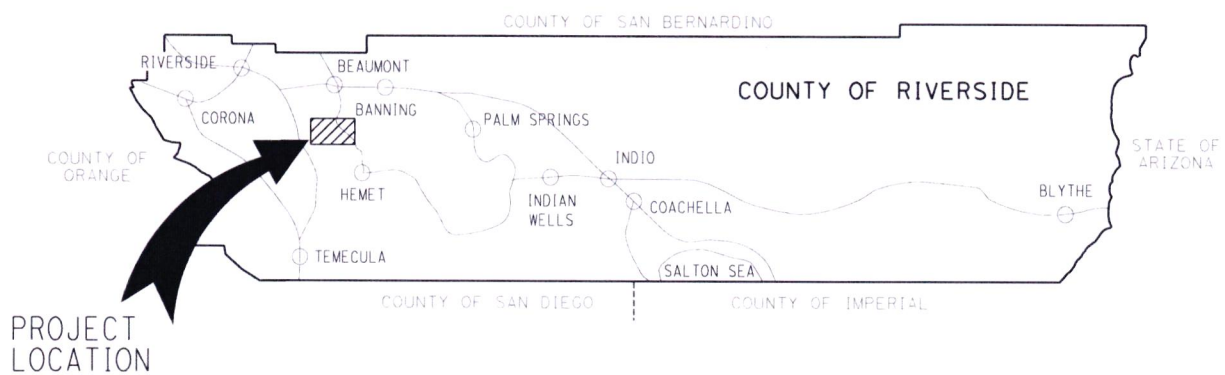 COUNTY OF SAN BERNARDINO
RIVERSIDE
BEAUMONT
COUNTY OF RIVERSIDE
CORONA
BANNING
PALM SPRINGS
COUNTY OF
ORANGE
STATE OF
ARIZONA
INDIO
HEMET
INDIAN
WELLS
COACHELLA
BLYTHE
TEMECULA
SALTON SEA
COUNTY OF SAN DIEGO
COUNTY OF IMPERIAL
PROJECT
LOCATION